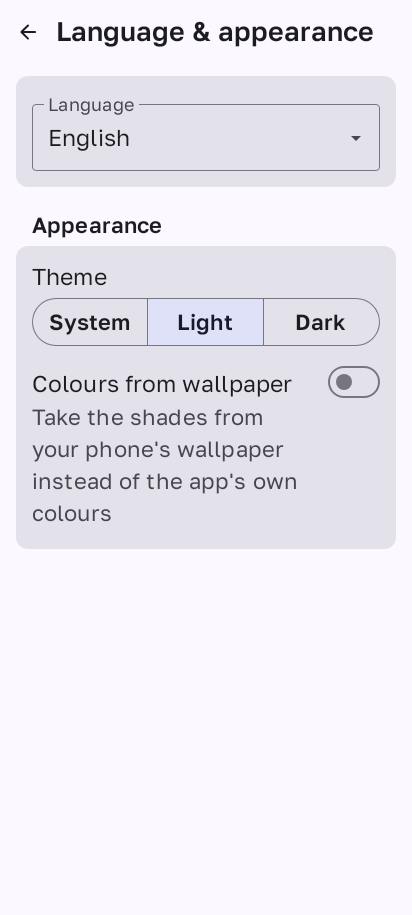 Language & appearance
Language
English
Appearance
Theme
System
Light
Dark
Colours from wallpaper
Take the shades from
your phone's wallpaper
instead of the app's own
colours